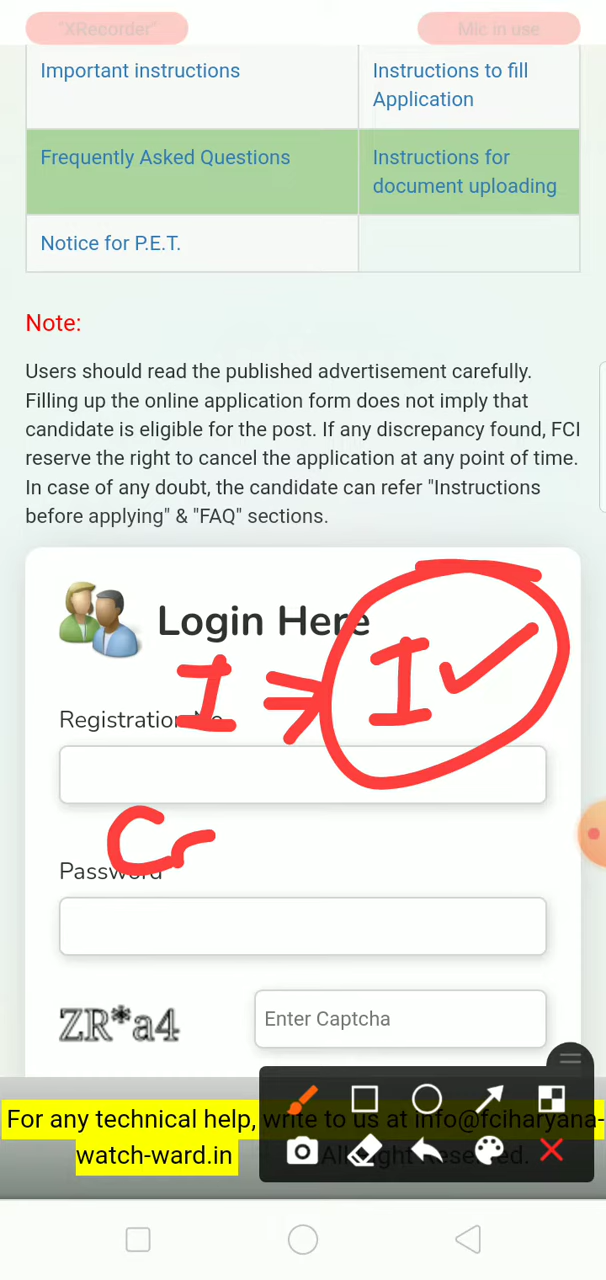 "XRecorder"
Mic in use
Important instructions
Instructions to fill
Application
Frequently Asked Questions
Instructions for
document uploading
Notice for P.E.T.
Note:
Users should read the published advertisement carefully.
Filling up the online application form does not imply that
candidate is eligible for the post. If any discrepancy found, FCI
reserve the right to cancel the application at any point of time.
In case of any doubt, the candidate can refer "Instructions
before applying" & "FAQ" sections.
Login Here
I ⇒ I ✓
Registration No
Cr
Password
ZR*a4
Enter Captcha
For any technical help, write to us at info@fciharyana-
watch-ward.in
All Right Reserved.